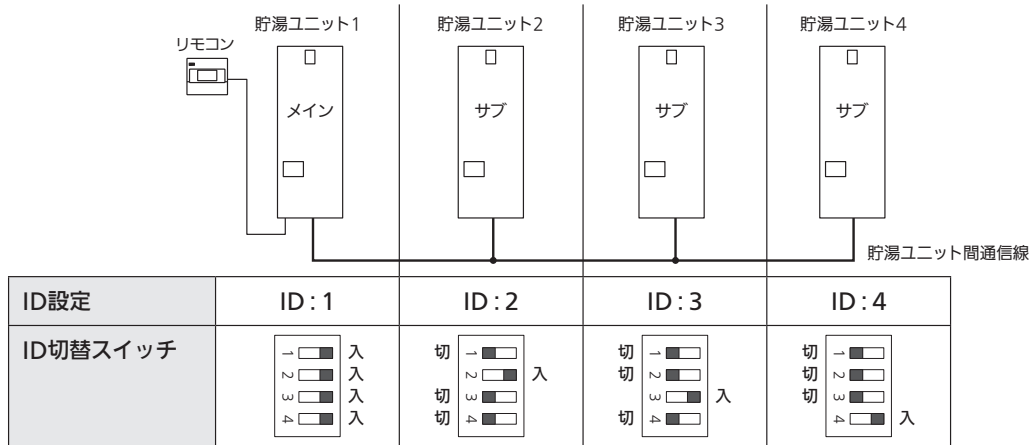 貯湯ユニット1
貯湯ユニット2
貯湯ユニット3
貯湯ユニット4
リモコン
メイン
サブ
サブ
サブ
貯湯ユニット間通信線
ID設定
ID：1
ID：2
ID：3
ID：4
ID切替スイッチ
1 入
2 入
3 入
4 入
切 1
2 入
切 3
切 4
切 1
切 2
3 入
切 4
切 1
切 2
切 3
4 入